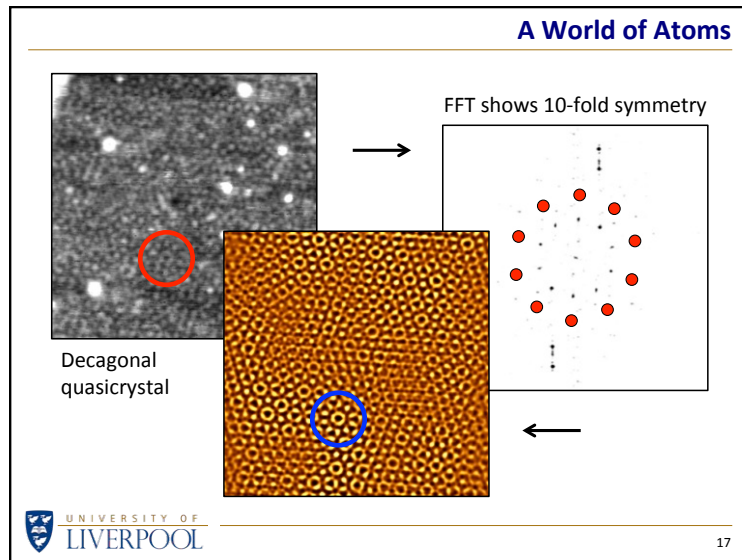 A World of Atoms
FFT shows 10-fold symmetry
Decagonal
quasicrystal
UNIVERSITY OF
LIVERPOOL
17